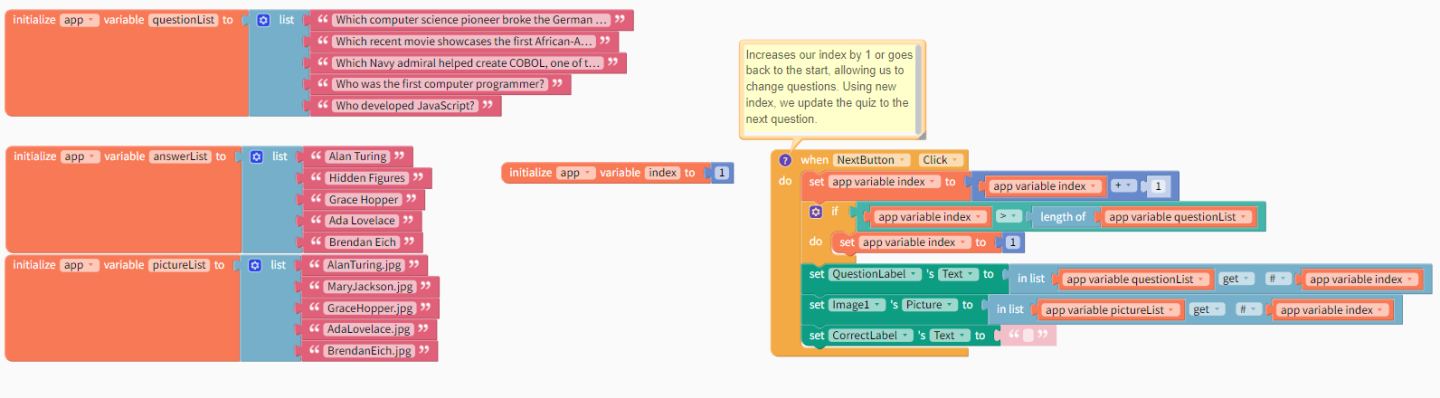 initialize app variable questionList to list “ Which computer science pioneer broke the German ... ”
“ Which recent movie showcases the first African-A... ”
“ Which Navy admiral helped create COBOL, one of t... ”
“ Who was the first computer programmer? ”
“ Who developed JavaScript? ”
initialize app variable answerList to list “ Alan Turing ”
“ Hidden Figures ”
“ Grace Hopper ”
“ Ada Lovelace ”
“ Brendan Eich ”
initialize app variable pictureList to list “ AlanTuring.jpg ”
“ MaryJackson.jpg ”
“ GraceHopper.jpg ”
“ AdaLovelace.jpg ”
“ BrendanEich.jpg ”
initialize app variable index to 1
Increases our index by 1 or goes
back to the start, allowing us to
change questions. Using new
index, we update the quiz to the
next question.
? when NextButton Click
do set app variable index to app variable index + 1
if app variable index > length of app variable questionList
do set app variable index to 1
set QuestionLabel 's Text to in list app variable questionList get # app variable index
set Image1 's Picture to in list app variable pictureList get # app variable index
set CorrectLabel 's Text to “ ”